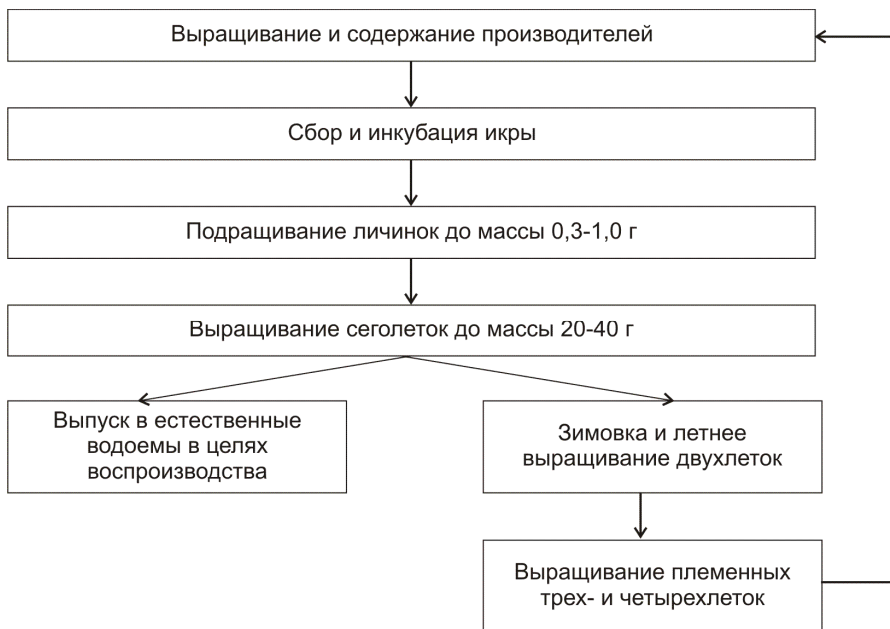 Выращивание и содержание производителей
Сбор и инкубация икры
Подращивание личинок до массы 0,3-1,0 г
Выращивание сеголеток до массы 20-40 г
Выпуск в естественные
водоемы в целях
воспроизводства
Зимовка и летнее
выращивание двухлеток
Выращивание племенных
трех- и четырехлеток